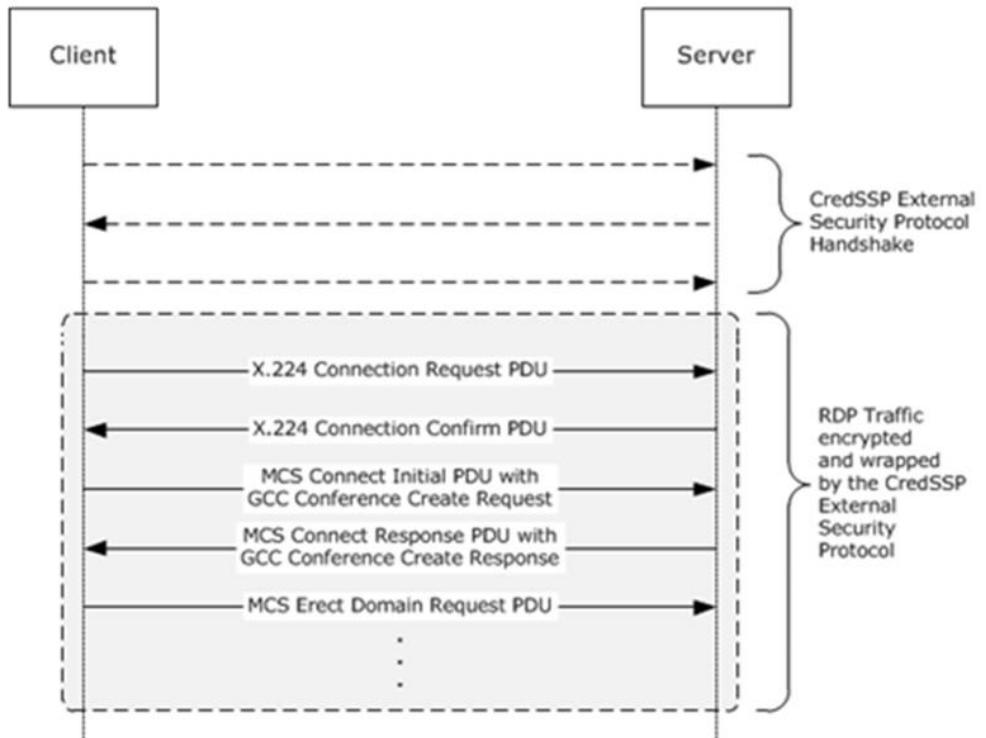 Client
Server
CredSSP External
Security Protocol
Handshake
X.224 Connection Request PDU
X.224 Connection Confirm PDU
MCS Connect Initial PDU with
GCC Conference Create Request
MCS Connect Response PDU with
GCC Conference Create Response
MCS Erect Domain Request PDU
RDP Traffic
encrypted
and wrapped
by the CredSSP
External
Security
Protocol